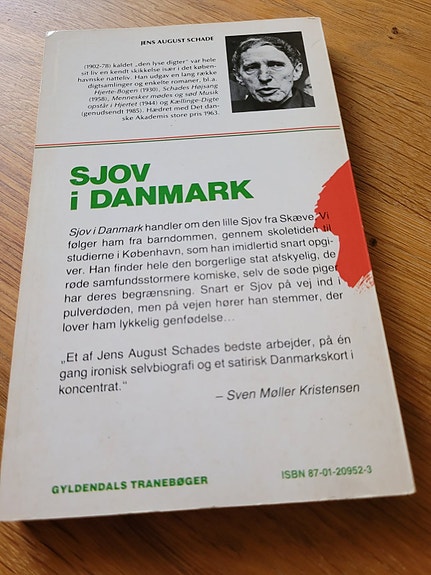 JENS AUGUST SCHADE
(1902-78) kaldet „den lyse digter" var hele
sit liv en kendt skikkelse især i det køben-
havnske natteliv. Han udgav en lang række
digtsamlinger og enkelte romaner, bl.a.
Hjerte-Bogen (1930), Schades Højsang
(1958), Mennesker mødes og sød Musik
opstår i Hjertet (1944) og Kællinge-Digte
(genudsendt 1985). Hædret med Det dan-
ske Akademis store pris 1963.
SJOV
i DANMARK
Sjov i Danmark handler om den lille Sjov fra Skæve. Vi
følger ham fra barndommen, gennem skoletiden til
studierne i København, som han imidlertid snart opgi-
ver. Han finder hele den borgerlige stat afskyelig, de
røde samfundsstormere komiske, selv de søde piger
har deres begrænsning. Snart er Sjov på vej ind i
pulverdøden, men på vejen hører han stemmer, der
lover ham lykkelig genfødelse...
„Et af Jens August Schades bedste arbejder, på én
gang ironisk selvbiografi og et satirisk Danmarkskort i
koncentrat."
– Sven Møller Kristensen
GYLDENDALS TRANEBØGER
ISBN 87-01-20952-3